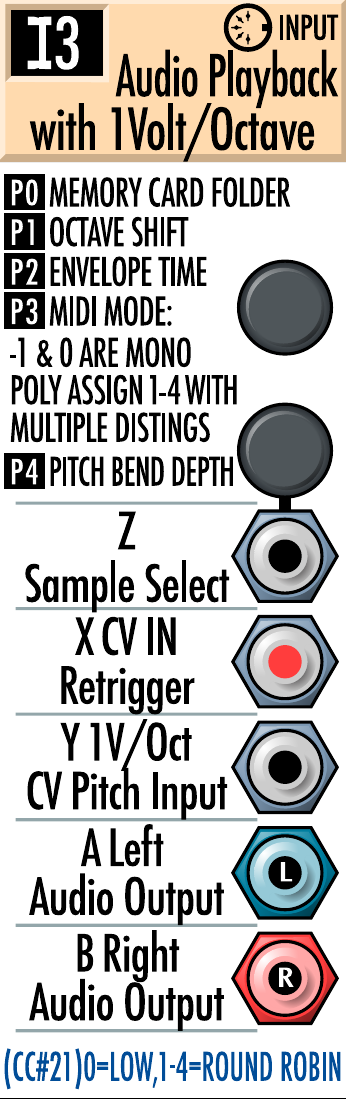 I3 INPUT
Audio Playback
with 1Volt/Octave
P0 MEMORY CARD FOLDER
P1 OCTAVE SHIFT
P2 ENVELOPE TIME
P3 MIDI MODE:
-1 & 0 ARE MONO
POLY ASSIGN 1-4 WITH
MULTIPLE DISTINGS
P4 PITCH BEND DEPTH
Z
Sample Select
X CV IN
Retrigger
Y 1V/Oct
CV Pitch Input
A Left
Audio Output
L
B Right
Audio Output
R
(CC#21)0=LOW,1-4=ROUND ROBIN